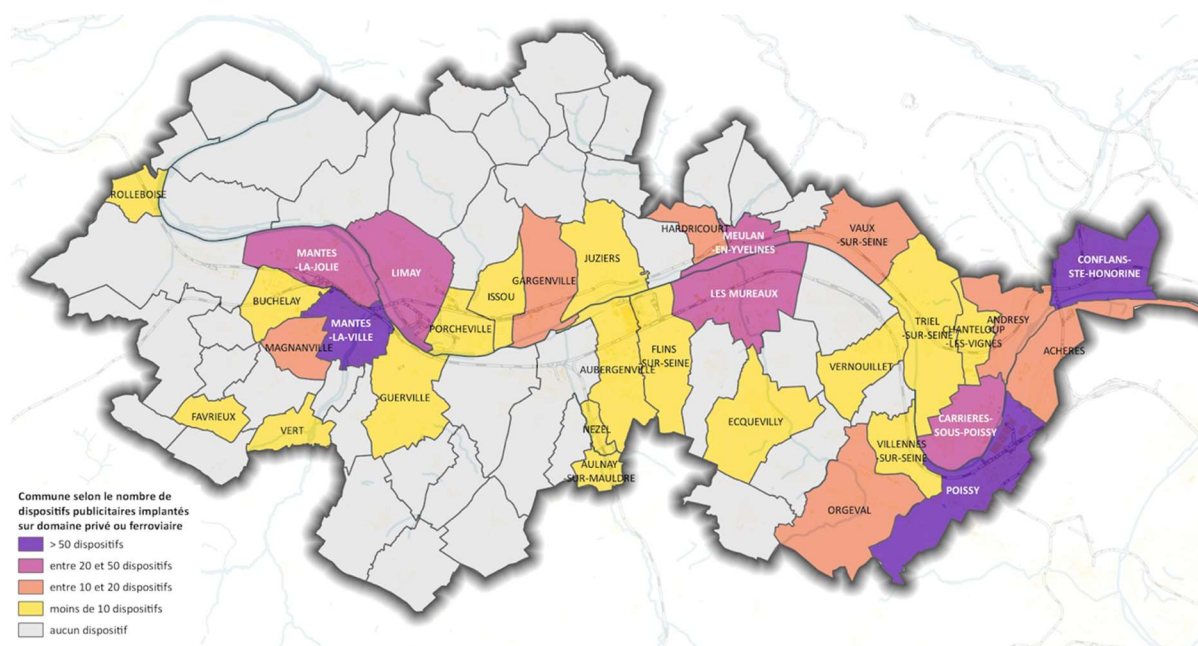 ROLLEBOISE
MANTES
-LA-JOLIE
LIMAY
BUCHELAY
MANTES
-LA-VILLE
MAGNANVILLE
PORCHEVILLE
ISSOU
GARGENVILLE
JUZIERS
HARDRICOURT
MEULAN
-EN-YVELINES
VAUX
-SUR-SEINE
LES MUREAUX
CONFLANS-
STE-HONORINE
TRIEL
-SUR-SEINE
CHANTELOUP
-LES-VIGNES
ANDRESY
ACHERES
FLINS
-SUR-SEINE
AUBERGENVILLE
VERNOUILLET
GUERVILLE
FAVRIEUX
VERT
NEZEL
ECQUEVILLY
CARRIERES-
SOUS-POISSY
VILLENNES
-SUR-SEINE
AULNAY
-SUR-MAULDRE
ORGEVAL
POISSY
Commune selon le nombre de
dispositifs publicitaires implantés
sur domaine privé ou ferroviaire
> 50 dispositifs
entre 20 et 50 dispositifs
entre 10 et 20 dispositifs
moins de 10 dispositifs
aucun dispositif